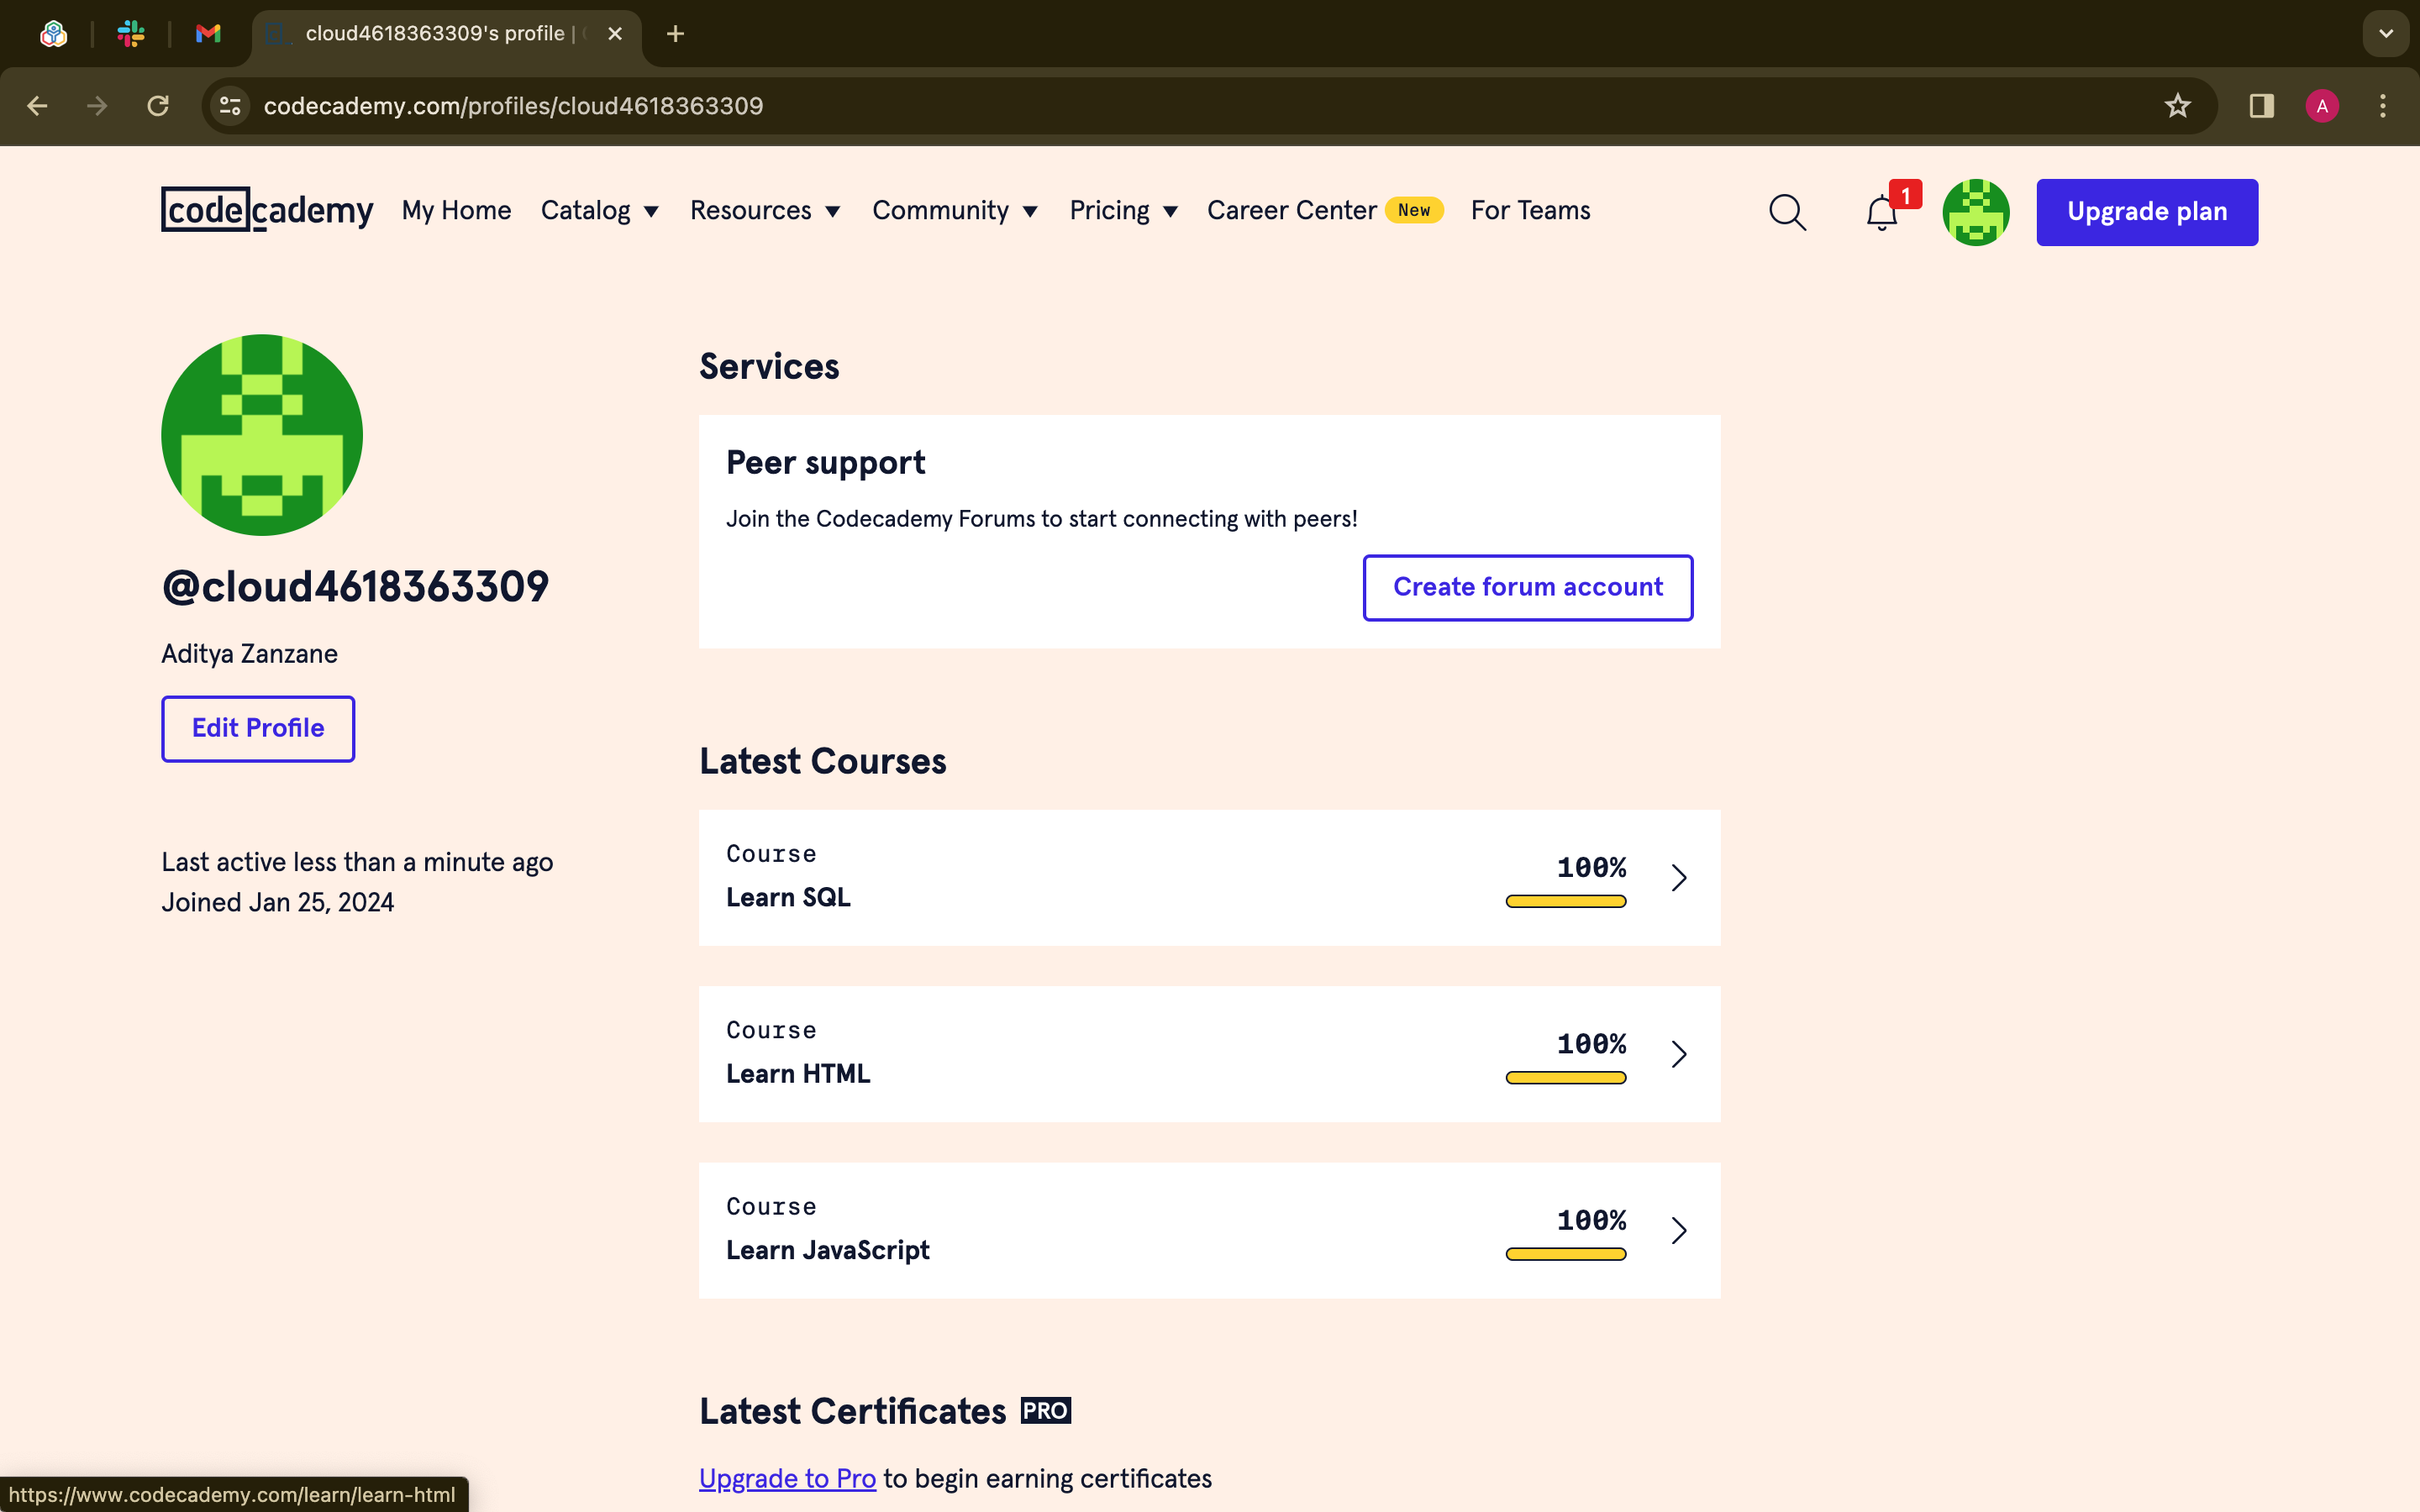 cloud4618363309's profile |
codecademy.com/profiles/cloud4618363309
A
codecademy
My Home
Catalog
Resources
Community
Pricing
Career Center New
For Teams
1
Upgrade plan
@cloud4618363309
Aditya Zanzane
Edit Profile
Last active less than a minute ago
Joined Jan 25, 2024
Services
Peer support
Join the Codecademy Forums to start connecting with peers!
Create forum account
Latest Courses
Course
Learn SQL
100%
Course
Learn HTML
100%
Course
Learn JavaScript
100%
Latest Certificates PRO
Upgrade to Pro to begin earning certificates
https://www.codecademy.com/learn/learn-html